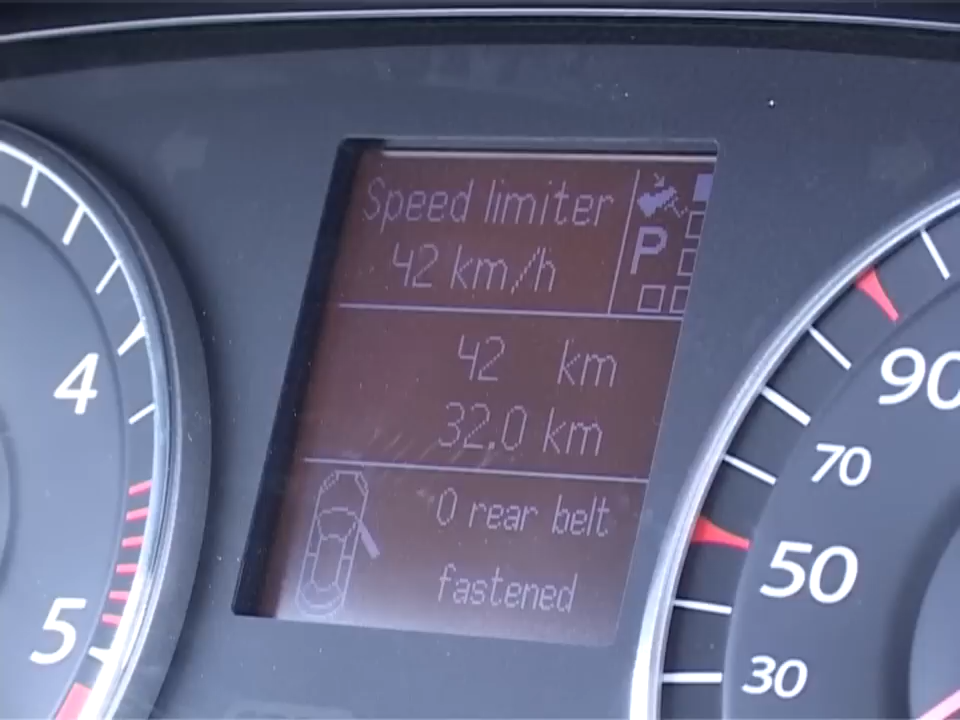 Speed limiter
42 km/h
P
42 km
32,0 km
0 rear belt
fastened
4
5
90
70
50
30